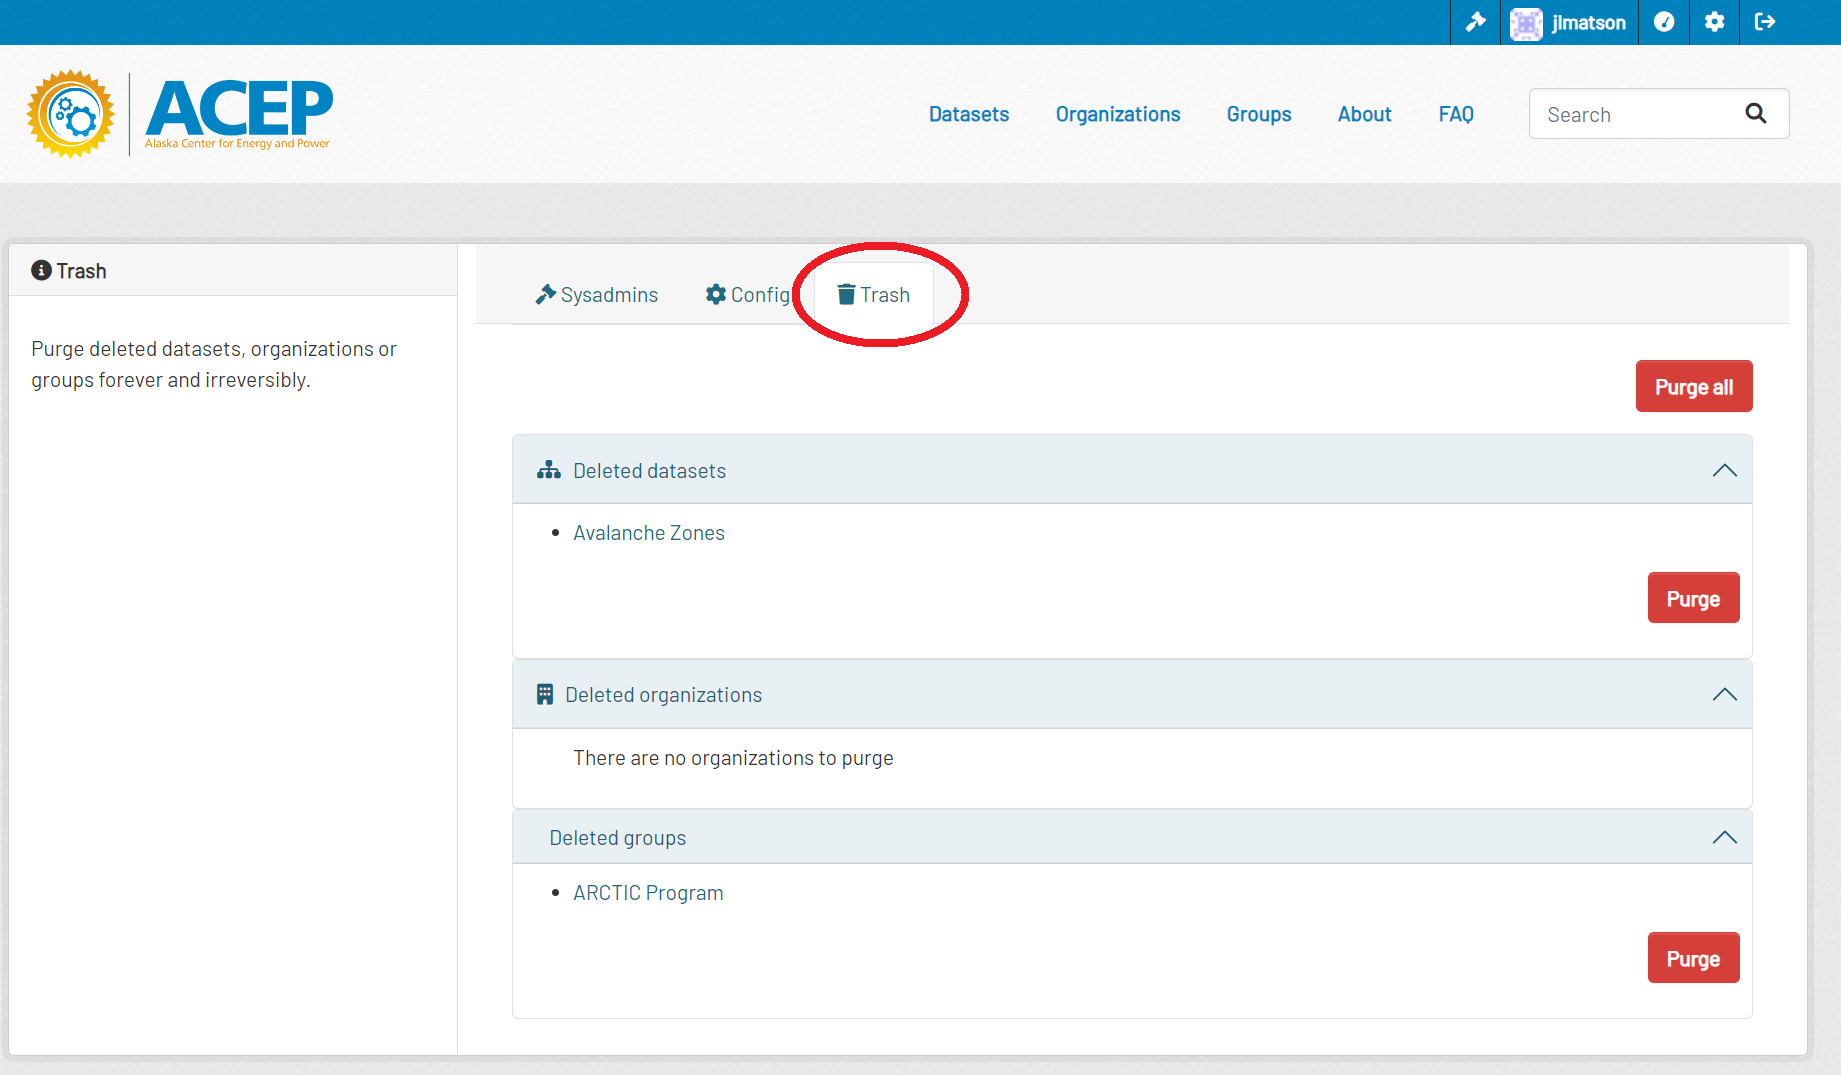 jlmatson
ACEP
Alaska Center for Energy and Power
Datasets Organizations Groups About FAQ Search
Trash
Purge deleted datasets, organizations or
groups forever and irreversibly.
Sysadmins Config Trash
Purge all
Deleted datasets
• Avalanche Zones
Purge
Deleted organizations
There are no organizations to purge
Deleted groups
• ARCTIC Program
Purge